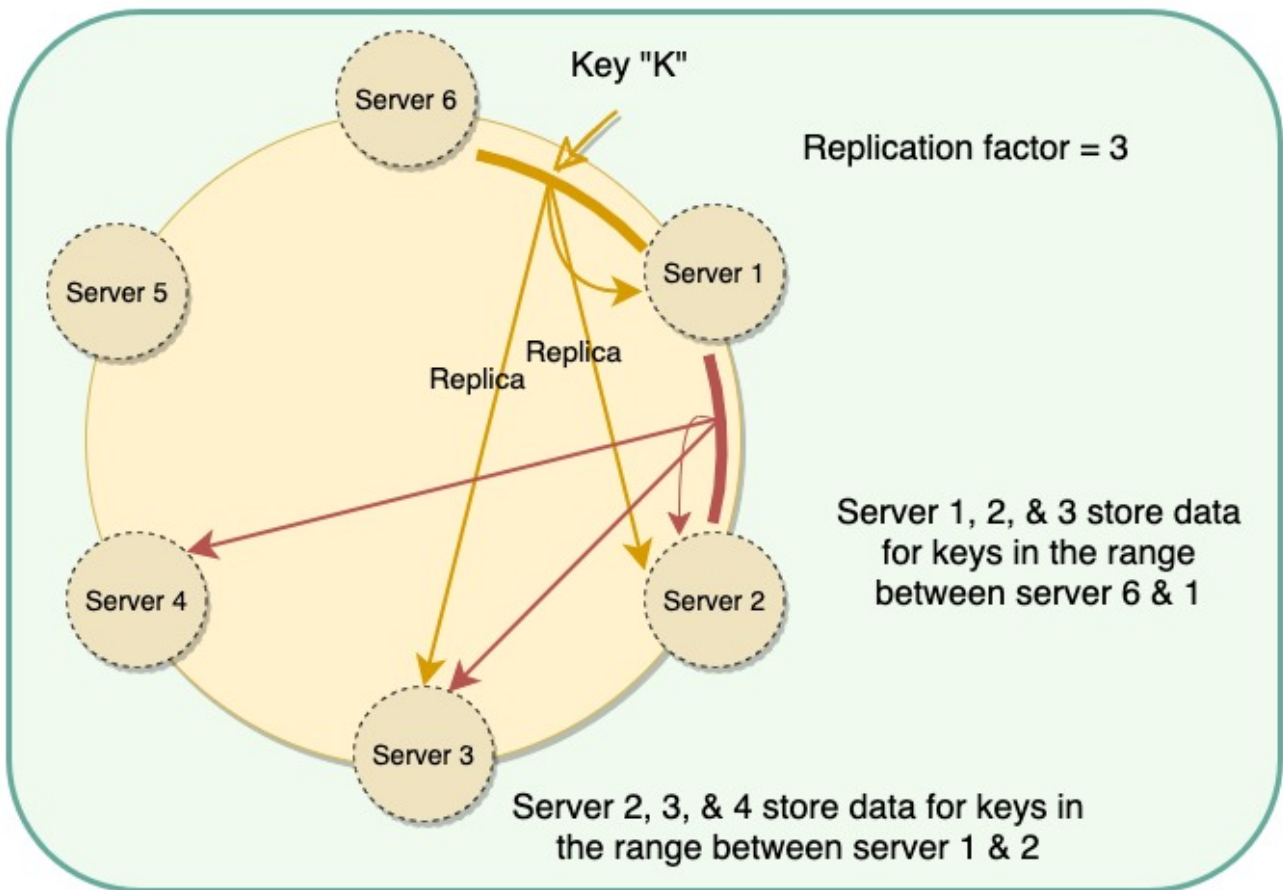 Key "K"
Server 6
Replication factor = 3
Server 1
Server 5
Replica
Replica
Server 1, 2, & 3 store data
for keys in the range
between server 6 & 1
Server 4
Server 2
Server 3
Server 2, 3, & 4 store data for keys in
the range between server 1 & 2